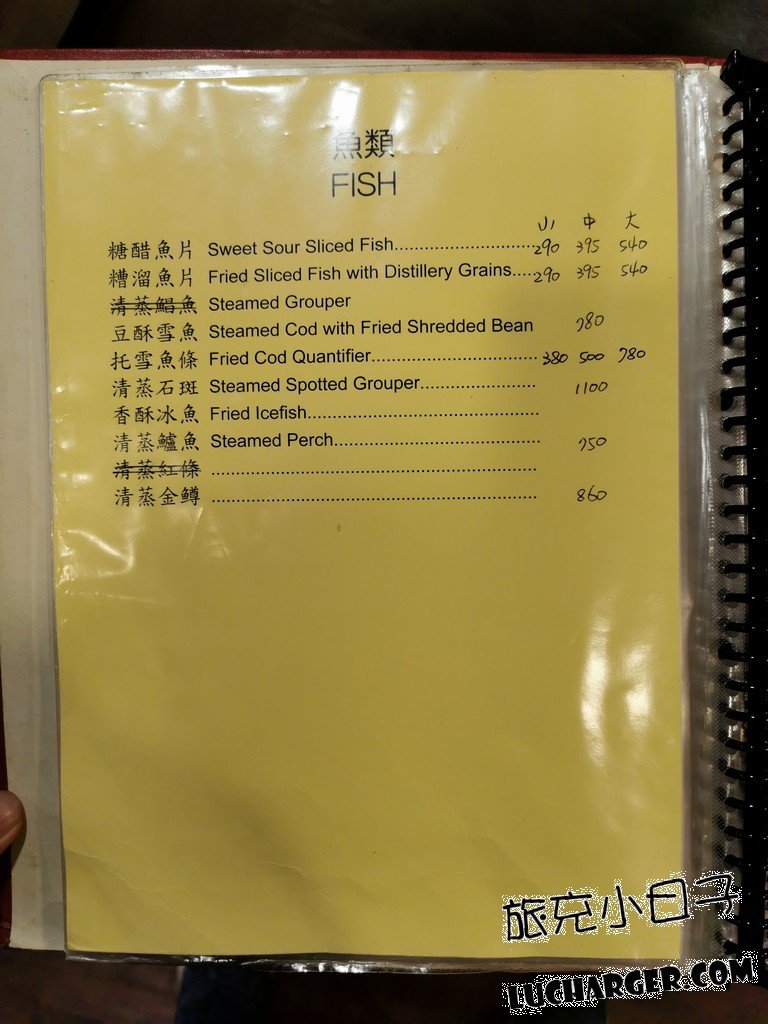 魚類
FISH
小 中 大
糖醋魚片 Sweet Sour Sliced Fish............................290 395 540
糟溜魚片 Fried Sliced Fish with Distillery Grains....290 395 540
清蒸鯧魚 Steamed Grouper
豆酥雪魚 Steamed Cod with Fried Shredded Bean 780
托雪魚條 Fried Cod Quantifier................................. 380 500 780
清蒸石斑 Steamed Spotted Grouper....................... 1100
香酥冰魚 Fried Icefish..............................................
清蒸鱸魚 Steamed Perch......................................... 750
清蒸紅條 .................................................................
清蒸金鱒 ................................................................. 860
旅充小日子
LUCHARGER.COM